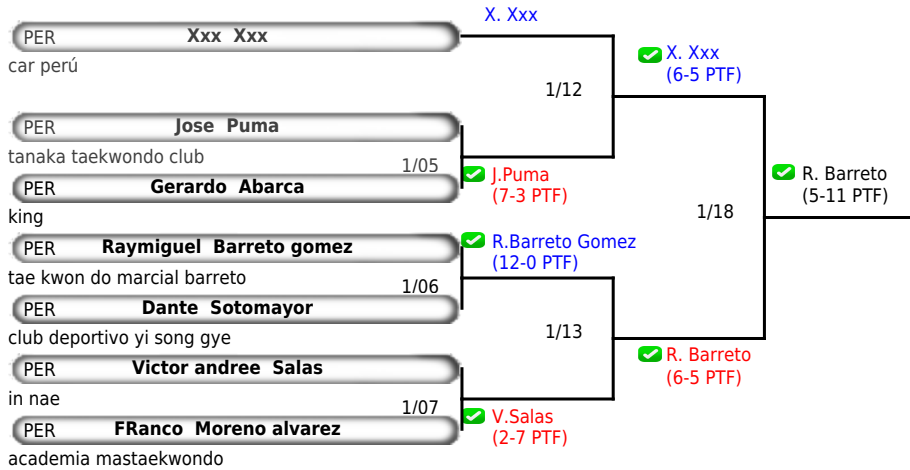 X. Xxx
PER Xxx Xxx
car perú
X. Xxx
(6-5 PTF)
1/12
PER Jose Puma
tanaka taekwondo club
1/05
J.Puma
(7-3 PTF)
R. Barreto
(5-11 PTF)
PER Gerardo Abarca
king
1/18
PER Raymiguel Barreto gomez
R.Barreto Gomez
(12-0 PTF)
tae kwon do marcial barreto
1/06
PER Dante Sotomayor
club deportivo yi song gye
1/13
R. Barreto
(6-5 PTF)
PER Victor andree Salas
in nae
1/07
V.Salas
(2-7 PTF)
PER FRanco Moreno alvarez
academia mastaekwondo